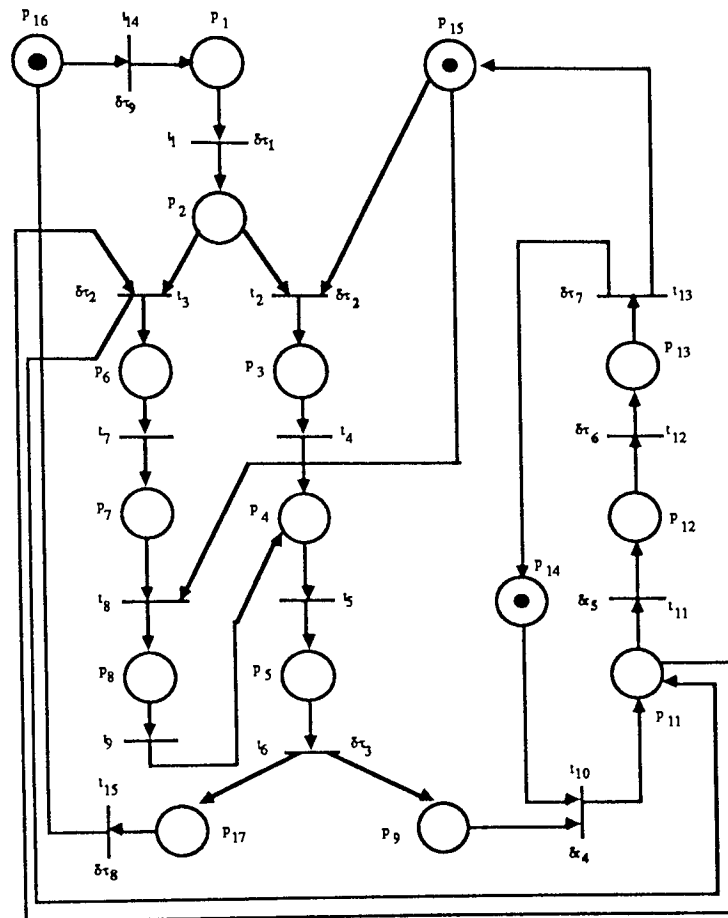 P16 t14 P1 P15
δτ9
t1 δτ1
P2
δτ2 t3 t2 δτ2 δτ7 t13
P6 P3 P13
t7 t4 δτ6 t12
P7 P4 P12
P14
t8 t5 δτ5 t11
P8 P5 P11
t9 t6 δτ3
t15 t10
P17 P9
δτ8 δτ4